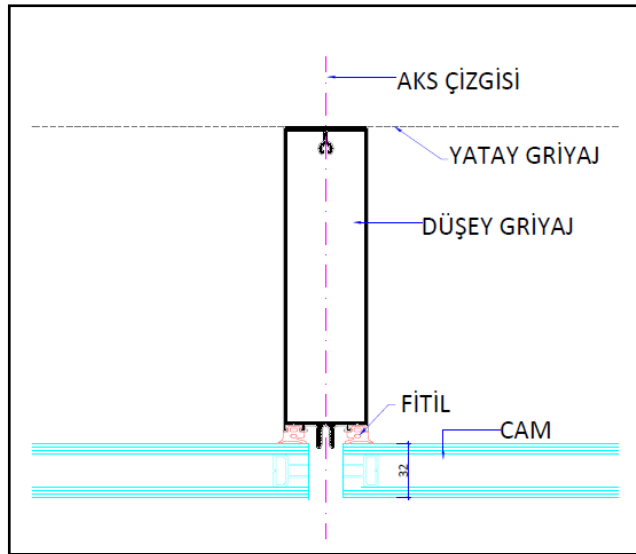 AKS ÇİZGİSİ
YATAY GRİYAJ
DÜŞEY GRİYAJ
FİTİL
CAM
32